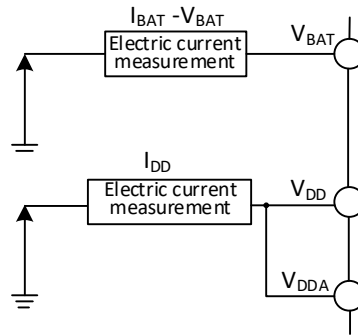 I_BAT -V_BAT
Electric current
measurement
V_BAT
I_DD
Electric current
measurement
V_DD
V_DDA